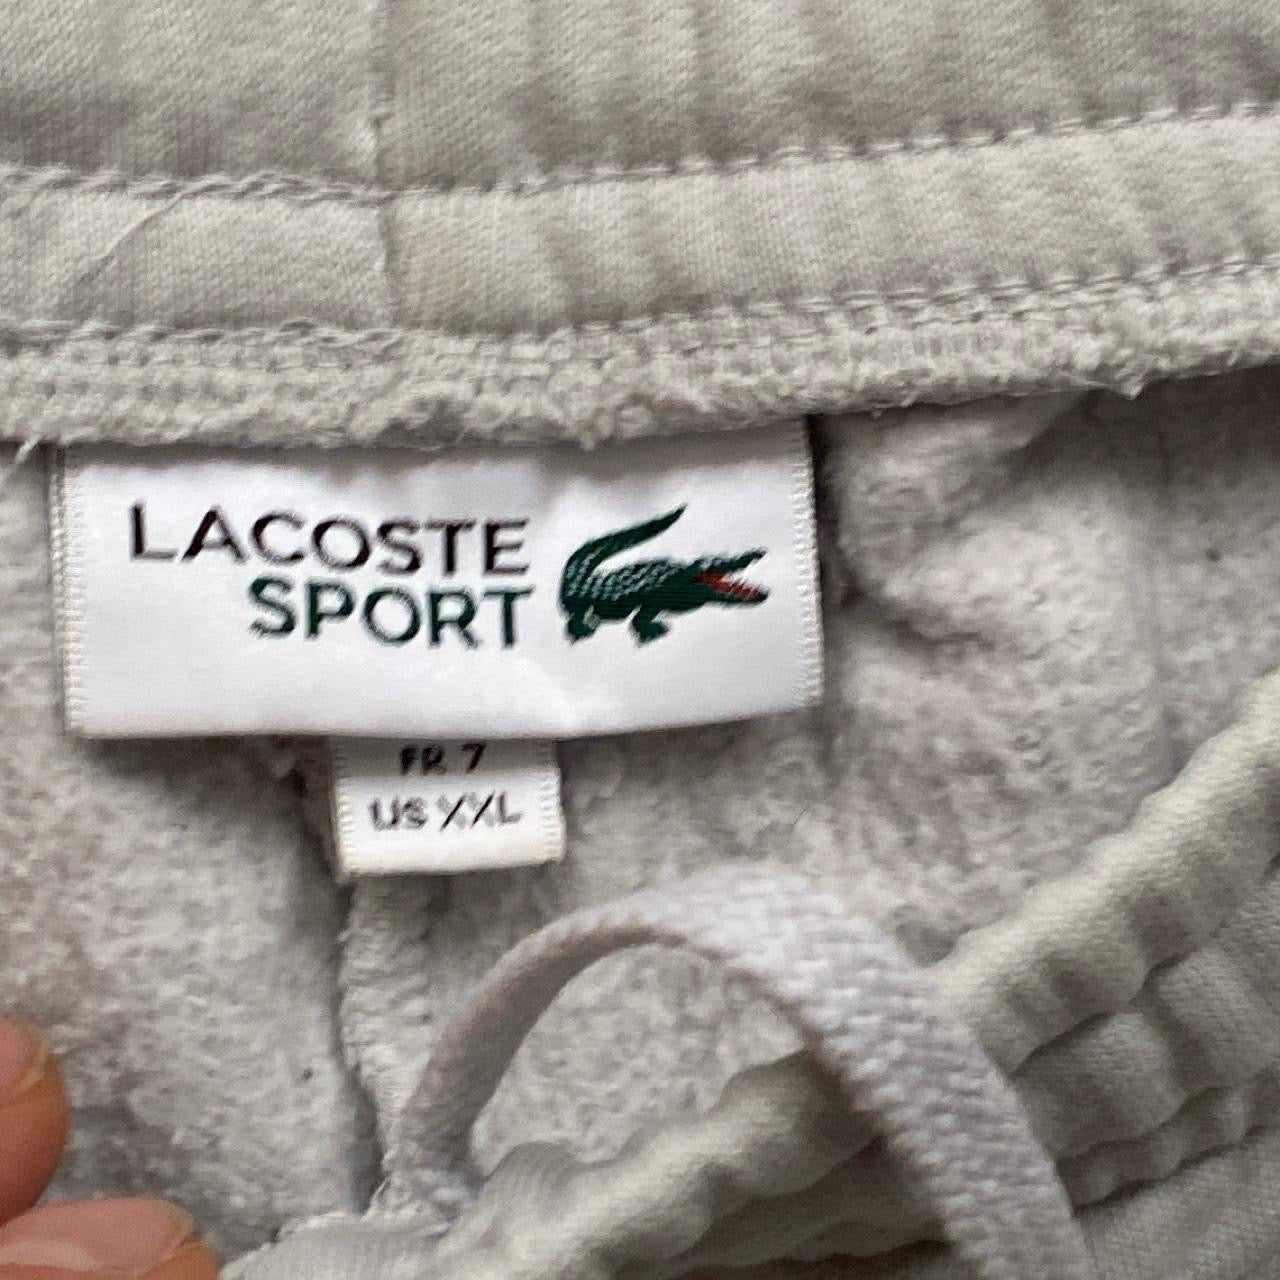 LACOSTE
SPORT
FR 7
US XXL